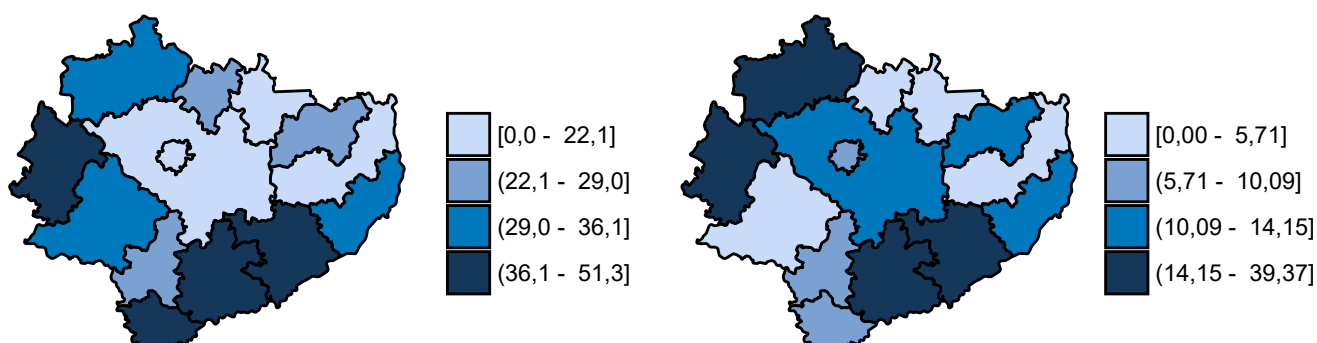 [0,0 - 22,1]
(22,1 - 29,0]
(29,0 - 36,1]
(36,1 - 51,3]
[0,00 - 5,71]
(5,71 - 10,09]
(10,09 - 14,15]
(14,15 - 39,37]